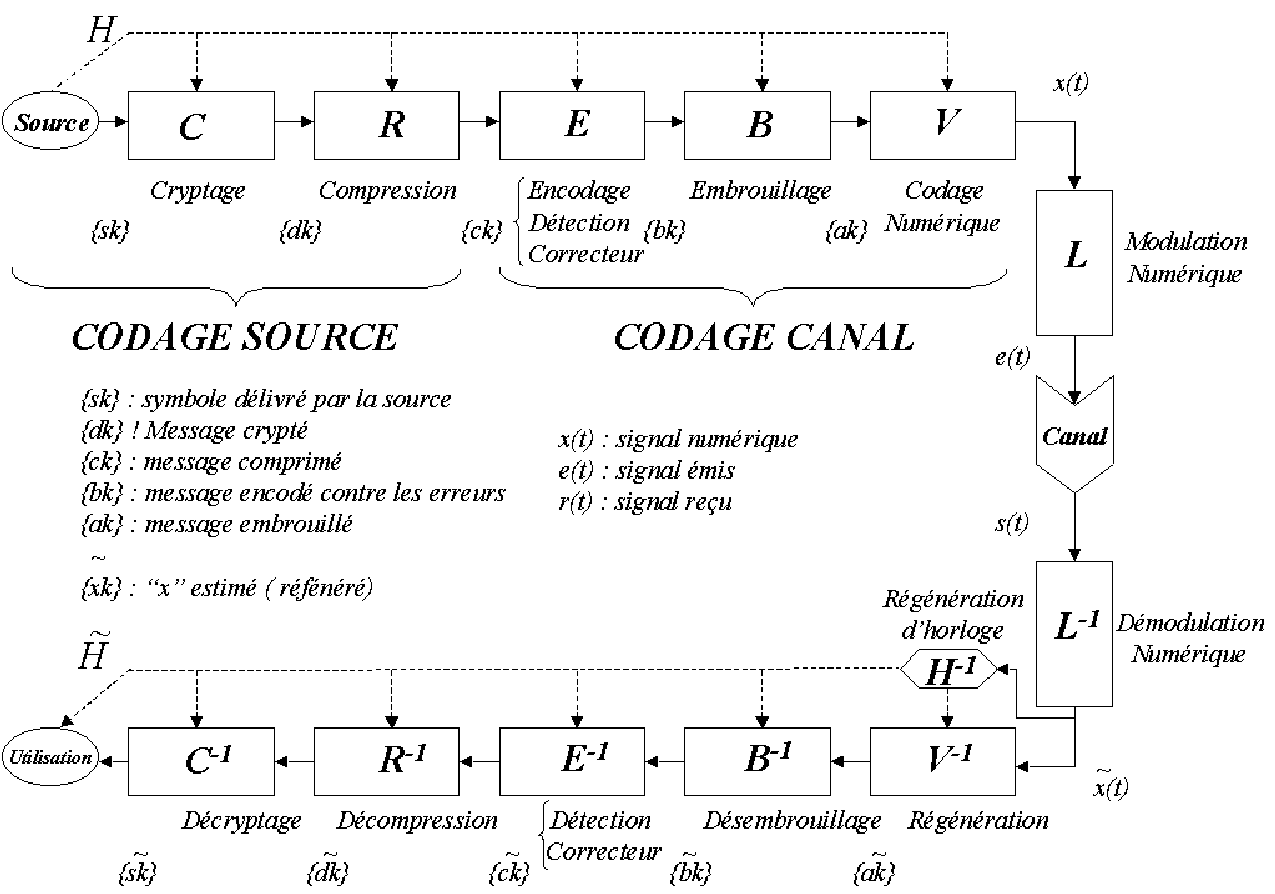 H
Source
C
R
E
B
V
x(t)
Cryptage
Compression
Encodage
Détection
Correcteur
Embrouillage
Codage
Numérique
{sk}
{dk}
{ck}
{bk}
{ak}
L
Modulation
Numérique
CODAGE SOURCE
CODAGE CANAL
e(t)
Canal
s(t)
{sk} : symbole délivré par la source
{dk} ! Message crypté
{ck} : message comprimé
{bk} : message encodé contre les erreurs
{ak} : message embrouillé
~
{xk} : “x” estimé ( réfénéré)
x(t) : signal numérique
e(t) : signal émis
r(t) : signal reçu
Régénération
d’horloge
L-1
Démodulation
Numérique
H̃
H-1
Utilisation
C-1
R-1
E-1
B-1
V-1
x̃(t)
Décryptage
Décompression
Détection
Correcteur
Désembrouillage
Régénération
{s̃k}
{d̃k}
{c̃k}
{b̃k}
{ãk}